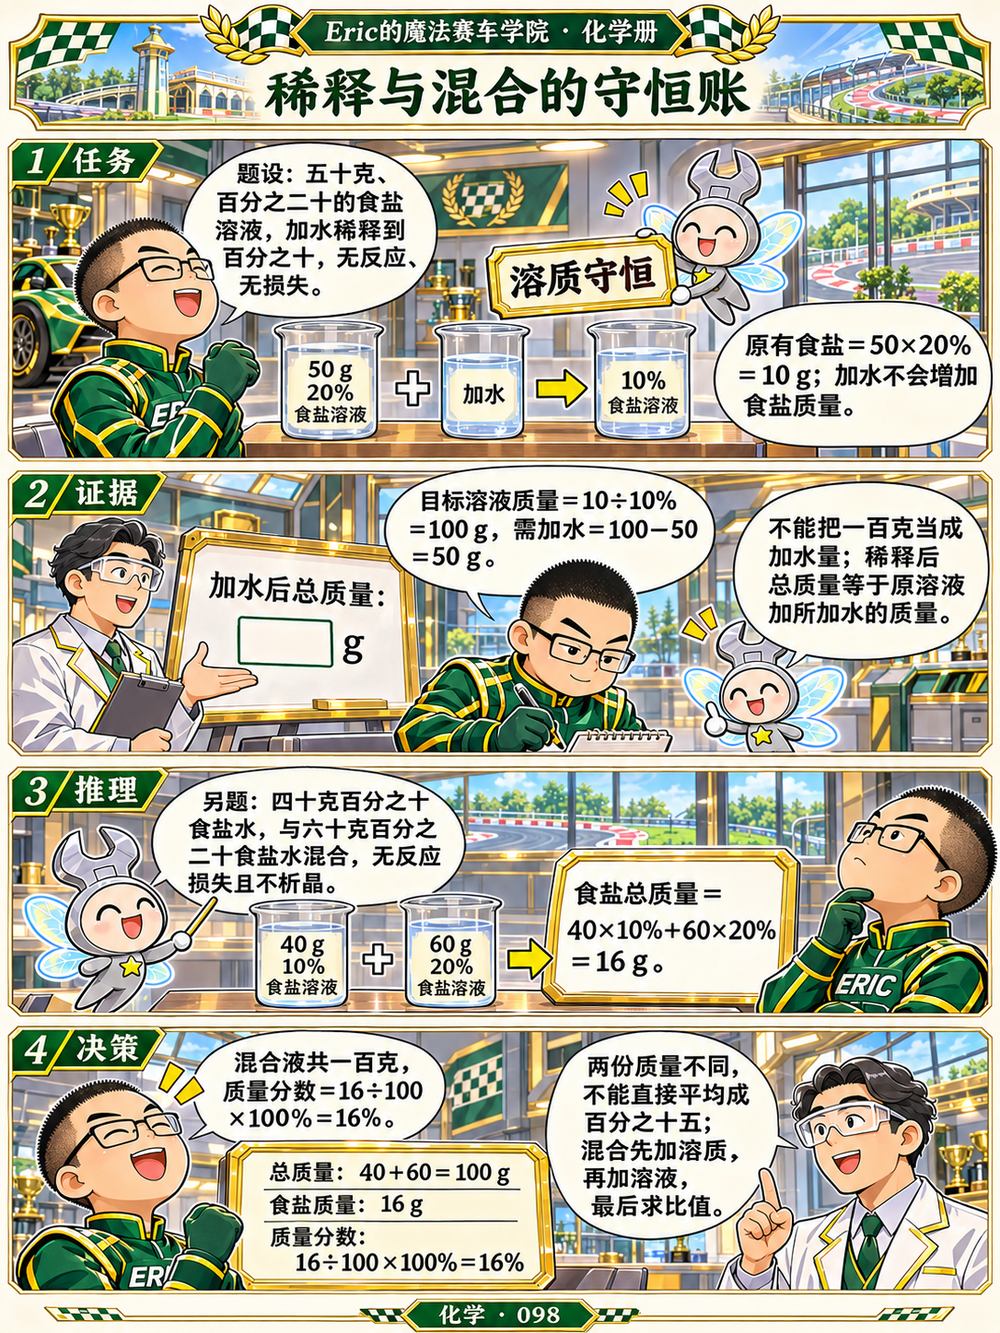 Eric的魔法赛车学院 · 化学册
稀释与混合的守恒账
1 任务
题设：五十克、
百分之二十的食盐
溶液，加水稀释到
百分之十，无反应、
无损失。
溶质守恒
50 g
20%
食盐溶液
+
加水
10%
食盐溶液
原有食盐＝50×20%
＝10 g；加水不会增加
食盐质量。
ER
2 证据
加水后总质量：
g
目标溶液质量＝10÷10%
＝100 g，需加水＝100－50
＝50 g。
不能把一百克当成
加水量；稀释后
总质量等于原溶液
加所加水的质量。
3 推理
另题：四十克百分之十
食盐水，与六十克百分之
二十食盐水混合，无反应
损失且不析晶。
40 g
10%
食盐溶液
+
60 g
20%
食盐溶液
食盐总质量＝
40×10%+60×20%
＝16 g。
ERIC
4 决策
混合液共一百克，
质量分数＝16÷100
×100%＝16%。
总质量：40+60＝100 g
食盐质量：16 g
质量分数：
16÷100×100%＝16%
两份质量不同，
不能直接平均成
百分之十五；
混合先加溶质，
再加溶液，
最后求比值。
ERI
化学 · 098